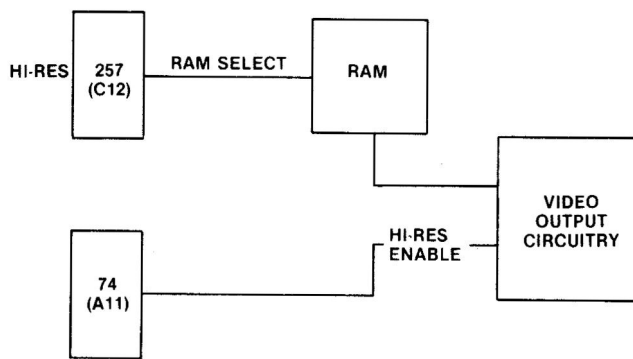 HI-RES
257
(C12)
RAM SELECT
RAM
VIDEO
OUTPUT
CIRCUITRY
HI-RES
ENABLE
74
(A11)